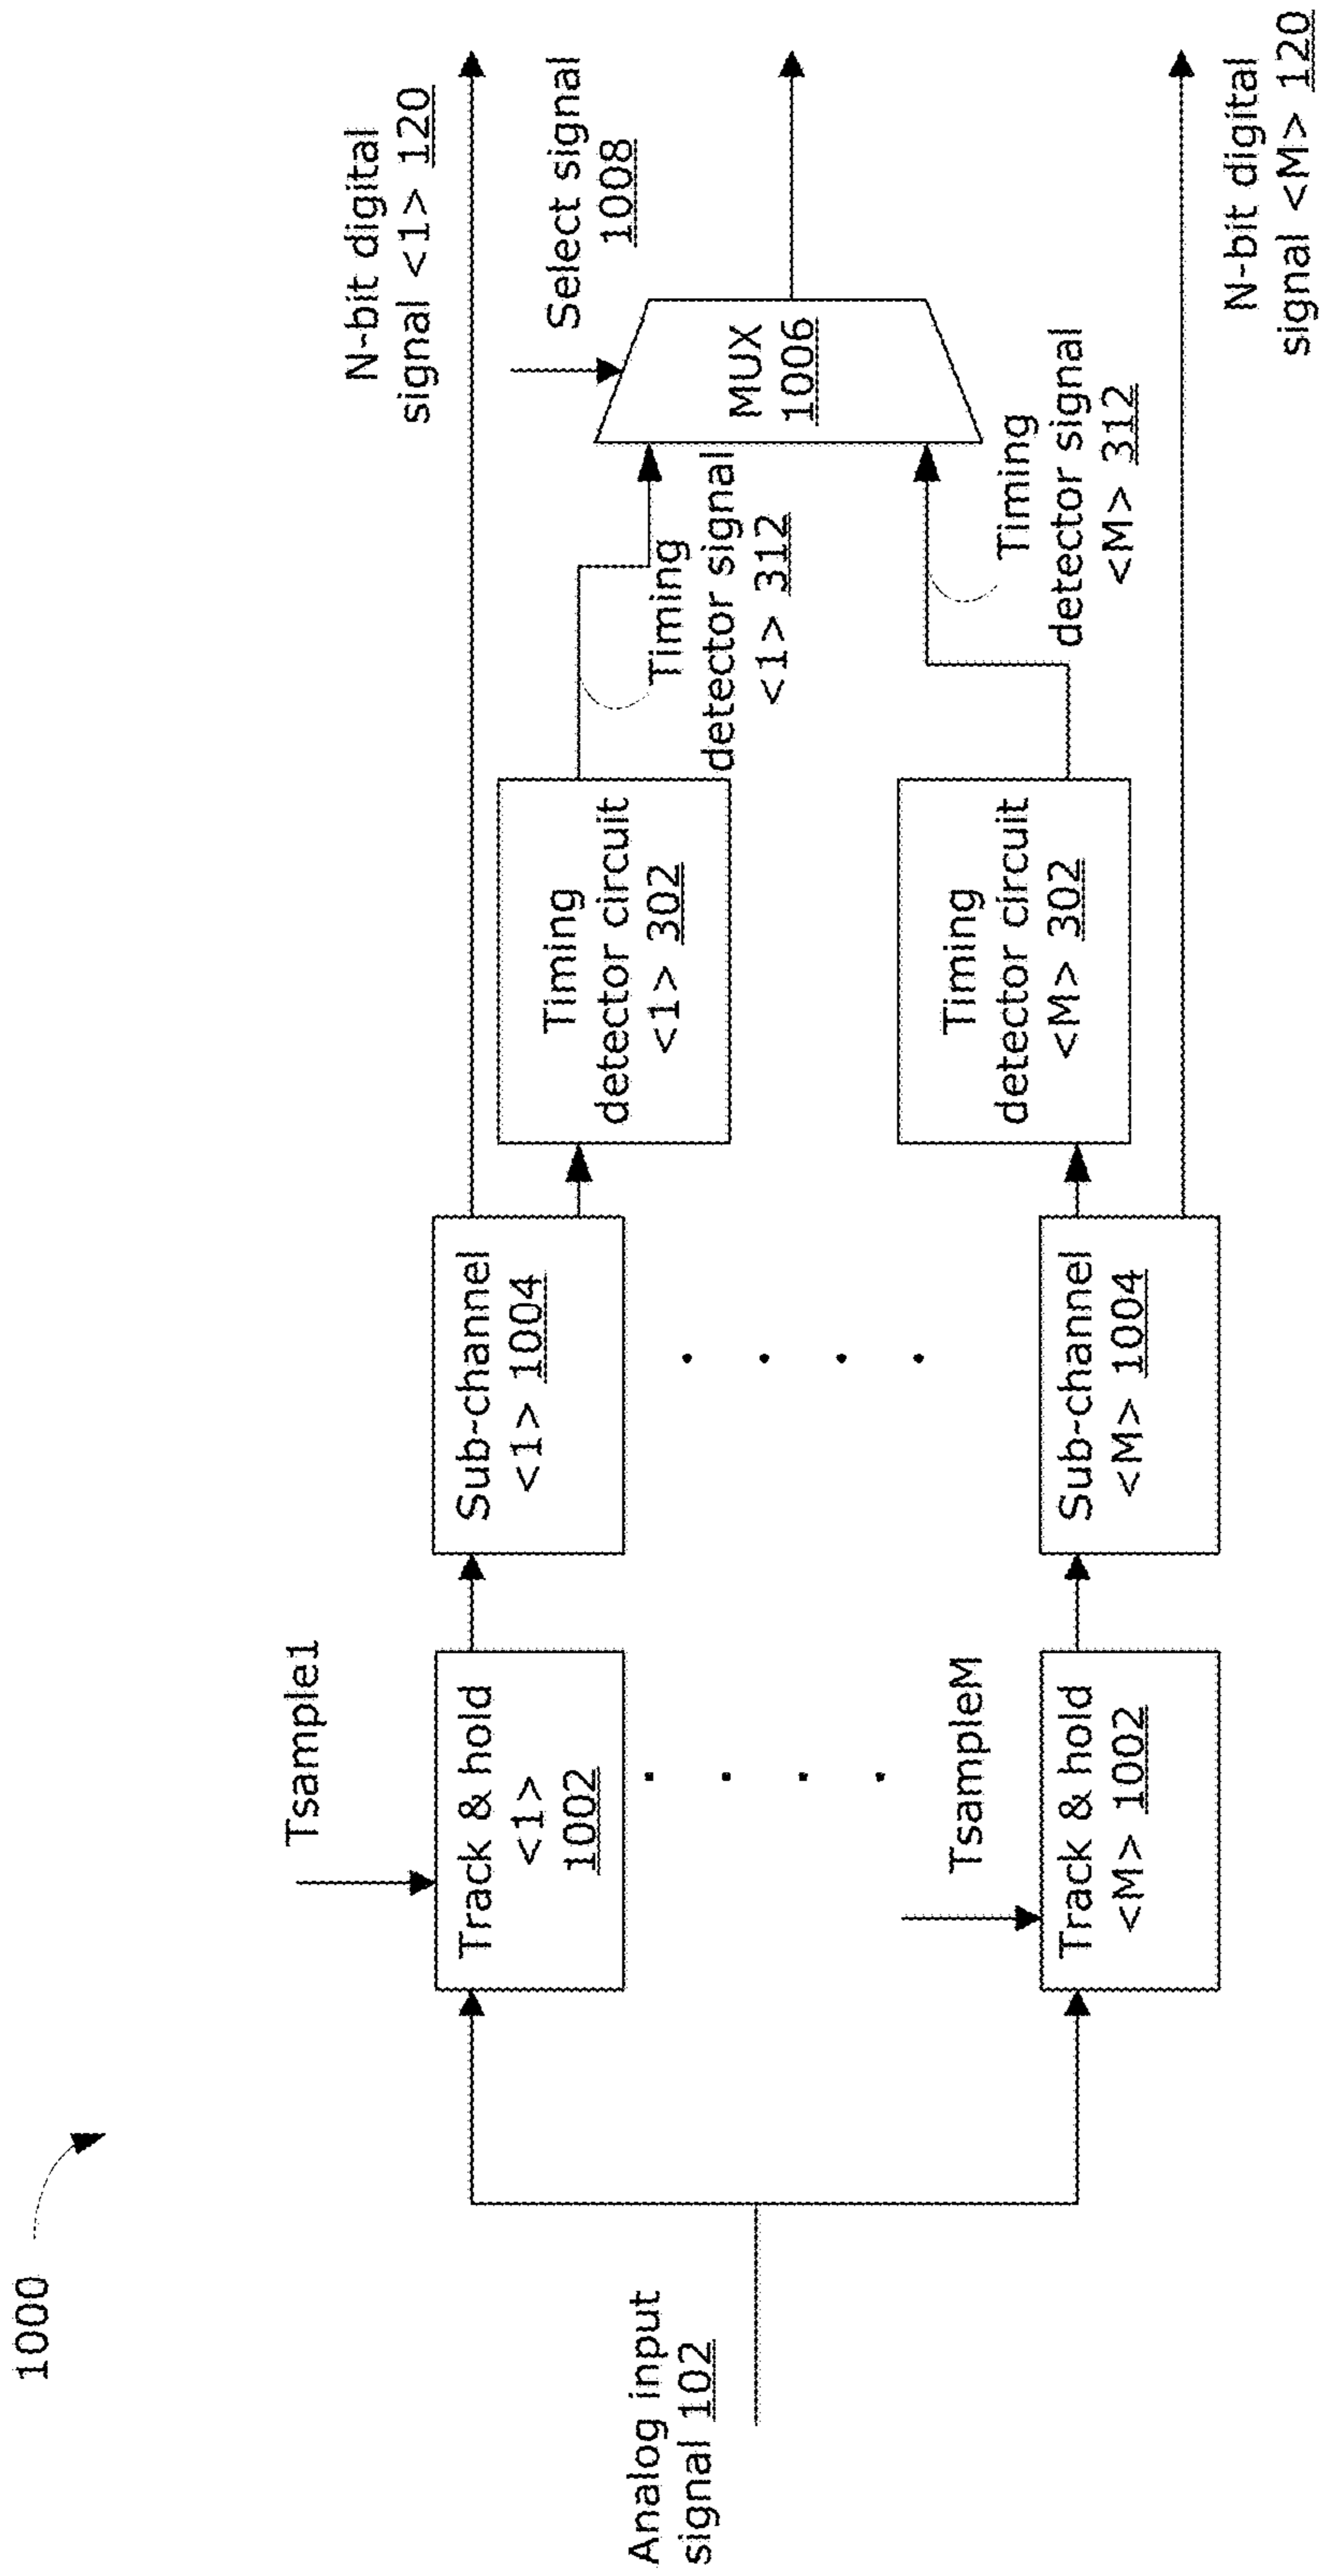 1000
Analog input
signal 102
Tsample1
Track & hold
<1>
1002
TsampleM
Track & hold
<M> 1002
Sub-channel
<1> 1004
Sub-channel
<M> 1004
Timing
detector circuit
<1> 302
Timing
detector circuit
<M> 302
Timing
detector signal
<1> 312
Timing
detector signal
<M> 312
MUX
1006
Select signal
1008
N-bit digital
signal <1> 120
N-bit digital
signal <M> 120